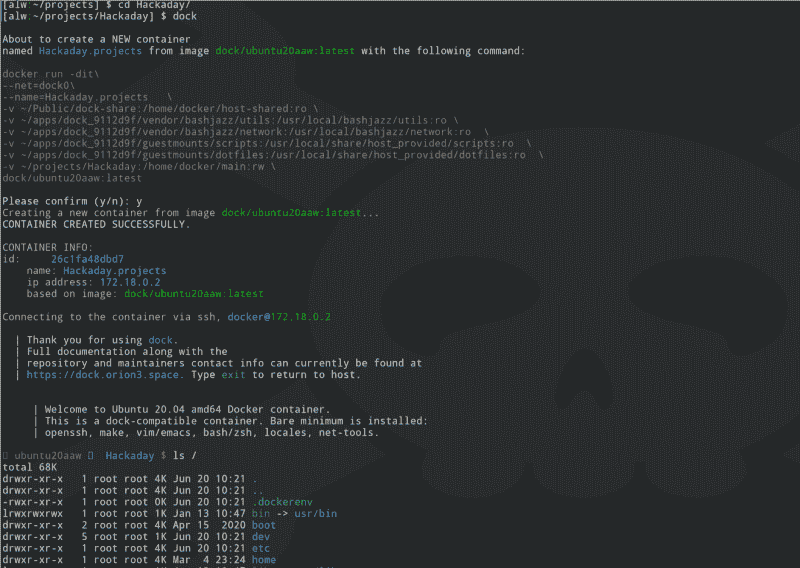 [alw:~/projects] $ cd Hackaday/
[alw:~/projects/Hackaday] $ dock
About to create a NEW container
named Hackaday.projects from image dock/ubuntu20aaw:latest with the following command:
docker run -dit\
--net=dock0\
--name=Hackaday.projects   \
-v ~/Public/dock-share:/home/docker/host-shared:ro \
-v ~/apps/dock_9112d9f/vendor/bashjazz/utils:/usr/local/bashjazz/utils:ro  \
-v ~/apps/dock_9112d9f/vendor/bashjazz/network:/usr/local/bashjazz/network:ro  \
-v ~/apps/dock_9112d9f/guestmounts/scripts:/usr/local/share/host_provided/scripts:ro  \
-v ~/apps/dock_9112d9f/guestmounts/dotfiles:/usr/local/share/host_provided/dotfiles:ro  \
-v ~/projects/Hackaday:/home/docker/main:rw \
dock/ubuntu20aaw:latest
Please confirm (y/n): y
Creating a new container from image dock/ubuntu20aaw:latest...
CONTAINER CREATED SUCCESSFULLY.
CONTAINER INFO:
id:     26c1fa48dbd7
name: Hackaday.projects
ip address: 172.18.0.2
based on image: dock/ubuntu20aaw:latest
Connecting to the container via ssh, docker@172.18.0.2
| Thank you for using dock.
| Full documentation along with the
| repository and maintainers contact info can currently be found at
| https://dock.orion3.space. Type exit to return to host.
| Welcome to Ubuntu 20.04 amd64 Docker container.
| This is a dock-compatible container. Bare minimum is installed:
| openssh, make, vim/emacs, bash/zsh, locales, net-tools.
ubuntu20aaw Hackaday $ ls /
total 68K
drwxr-xr-x   1 root root 4K Jun 20 10:21 .
drwxr-xr-x   1 root root 4K Jun 20 10:21 ..
-rwxr-xr-x   1 root root 0K Jun 20 10:21 .dockerenv
lrwxrwxrwx   1 root root 1K Jan 13 10:47 bin -> usr/bin
drwxr-xr-x   2 root root 4K Apr 15  2020 boot
drwxr-xr-x   5 root root 1K Jun 20 10:21 dev
drwxr-xr-x   1 root root 4K Jun 20 10:21 etc
drwxr-xr-x   1 root root 4K Mar  4 23:24 home